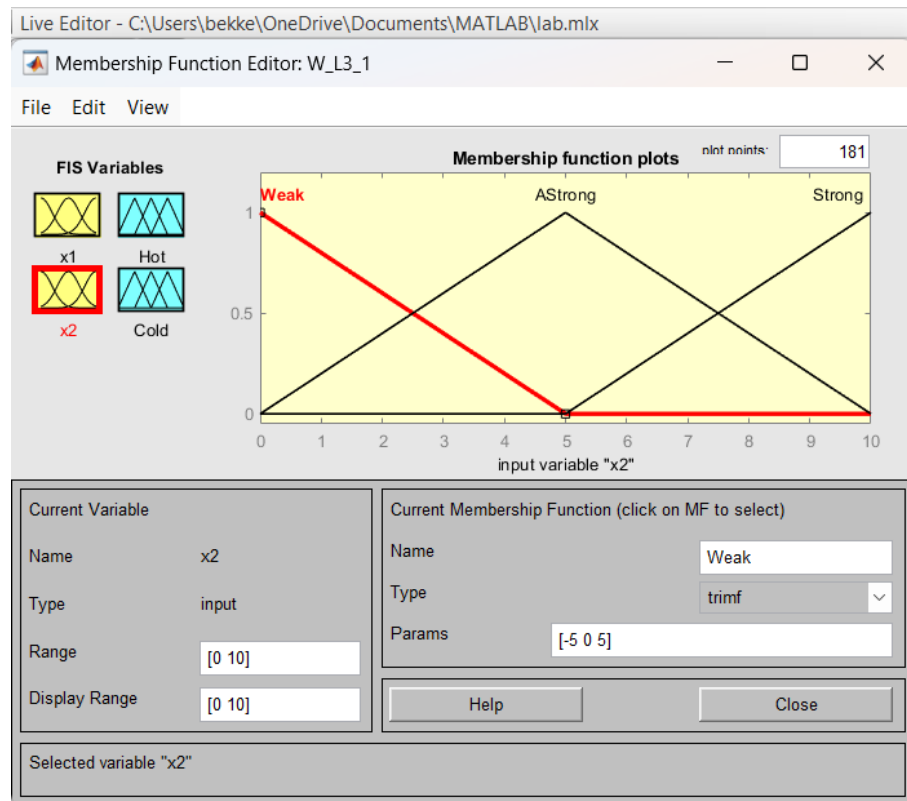 Live Editor - C:\Users\bekke\OneDrive\Documents\MATLAB\lab.mlx
Membership Function Editor: W_L3_1
File Edit View
FIS Variables
x1 Hot
x2 Cold
Membership function plots
plot points: 181
Weak AStrong Strong
1
0.5
0
0 1 2 3 4 5 6 7 8 9 10
input variable "x2"
Current Variable
Name x2
Type input
Range [0 10]
Display Range [0 10]
Current Membership Function (click on MF to select)
Name Weak
Type trimf
Params [-5 0 5]
Help Close
Selected variable "x2"